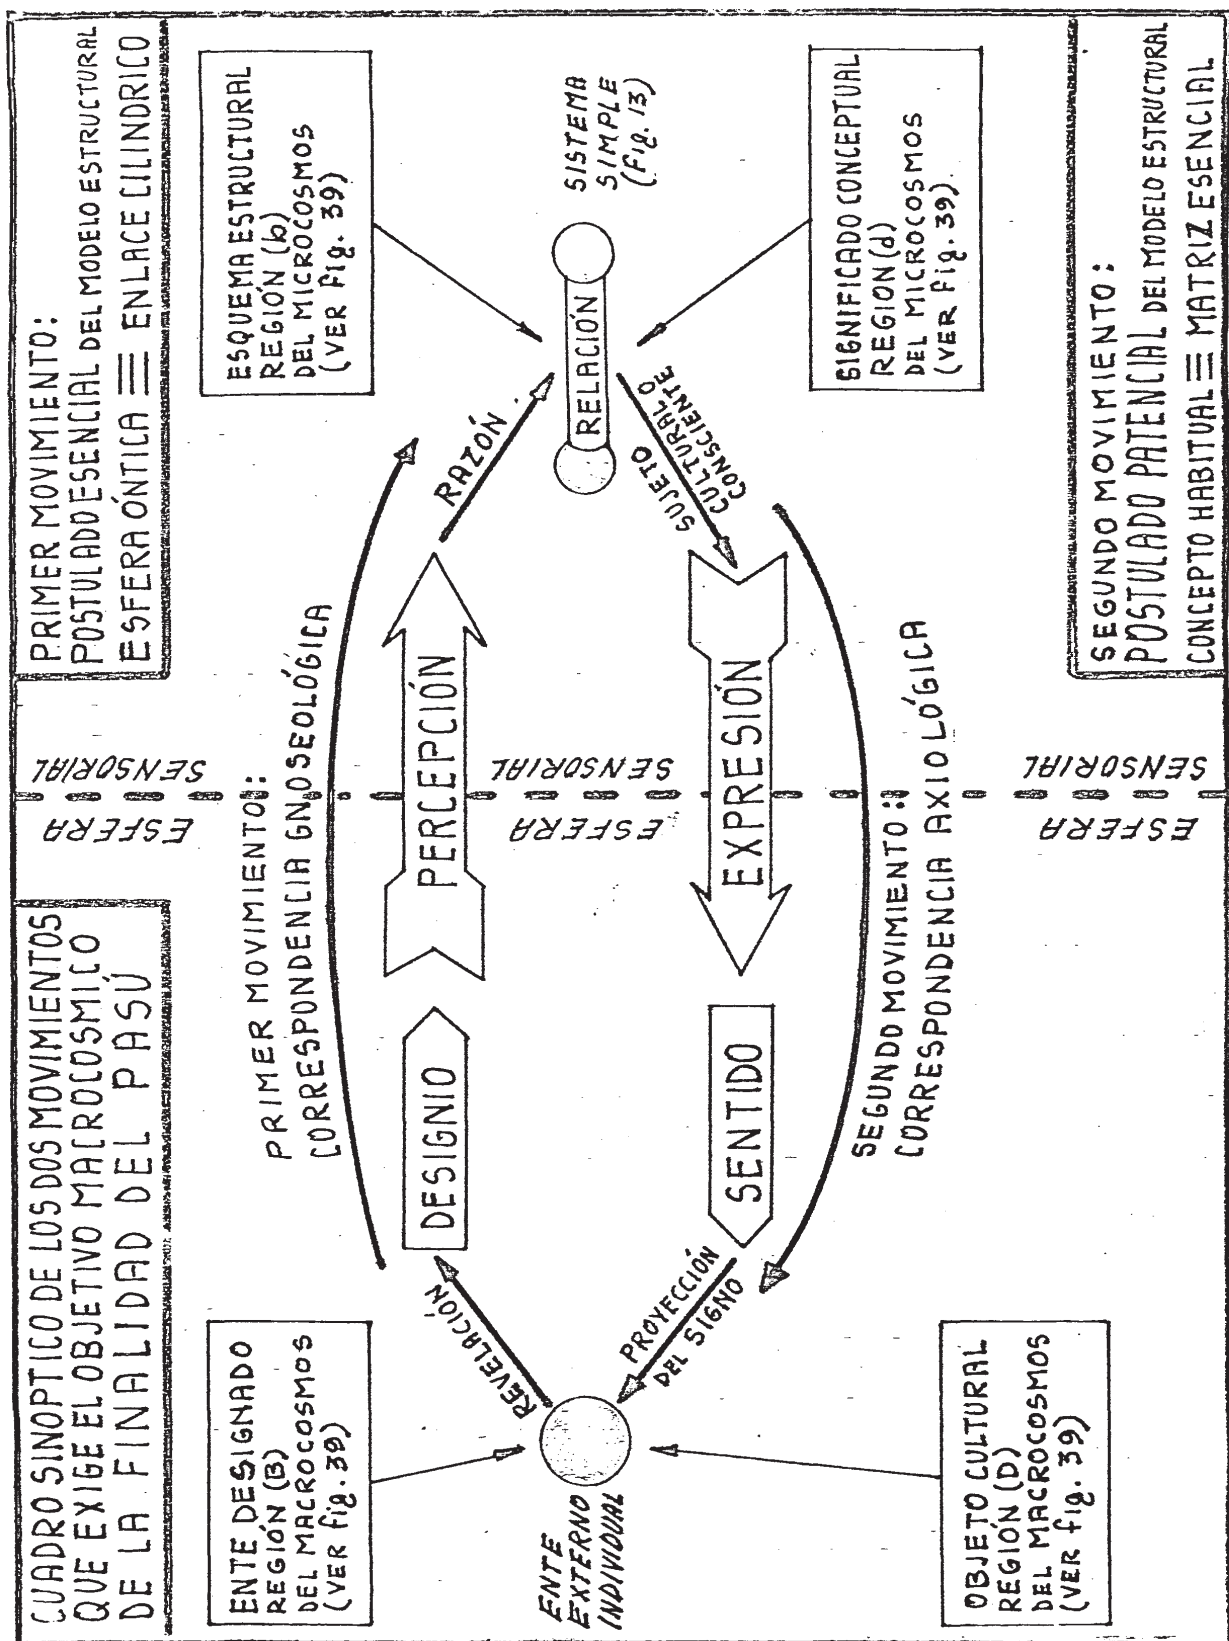 CUADRO SINOPTICO DE LOS DOS MOVIMIENTOS
QUE EXIGE EL OBJETIVO MACROCOSMICO
DE LA FINALIDAD DEL PASÚ
PRIMER MOVIMIENTO:
POSTULADO ESENCIAL DEL MODELO ESTRUCTURAL
ESFERA ÓNTICA ≡ ENLACE CILINDRICO
ESFERA
SENSORIAL
ENTE DESIGNADO
REGIÓN (B)
DEL MACROCOSMOS
(VER fig. 39)
PRIMER MOVIMIENTO:
CORRESPONDENCIA GNOSEOLÓGICA
ESQUEMA ESTRUCTURAL
REGIÓN (b)
DEL MICROCOSMOS
(VER fig. 39)
REVELACIÓN
DESIGNIO
PERCEPCIÓN
RAZÓN
ENTE
EXTERNO
INDIVIDUAL
ESFERA
SENSORIAL
RELACIÓN
SISTEMA
SIMPLE
(fig. 13)
PROYECCIÓN
DEL SIGNO
SENTIDO
EXPRESIÓN
SUJETO
CULTURAL O
CONSCIENTE
SEGUNDO MOVIMIENTO:
CORRESPONDENCIA AXIOLÓGICA
OBJETO CULTURAL
REGIÓN (D)
DEL MACROCOSMOS
(VER fig. 39)
SIGNIFICADO CONCEPTUAL
REGION (d)
DEL MICROCOSMOS
(VER fig. 39)
ESFERA
SENSORIAL
SEGUNDO MOVIMIENTO:
POSTULADO PATENCIAL DEL MODELO ESTRUCTURAL
CONCEPTO HABITUAL ≡ MATRIZ ESENCIAL